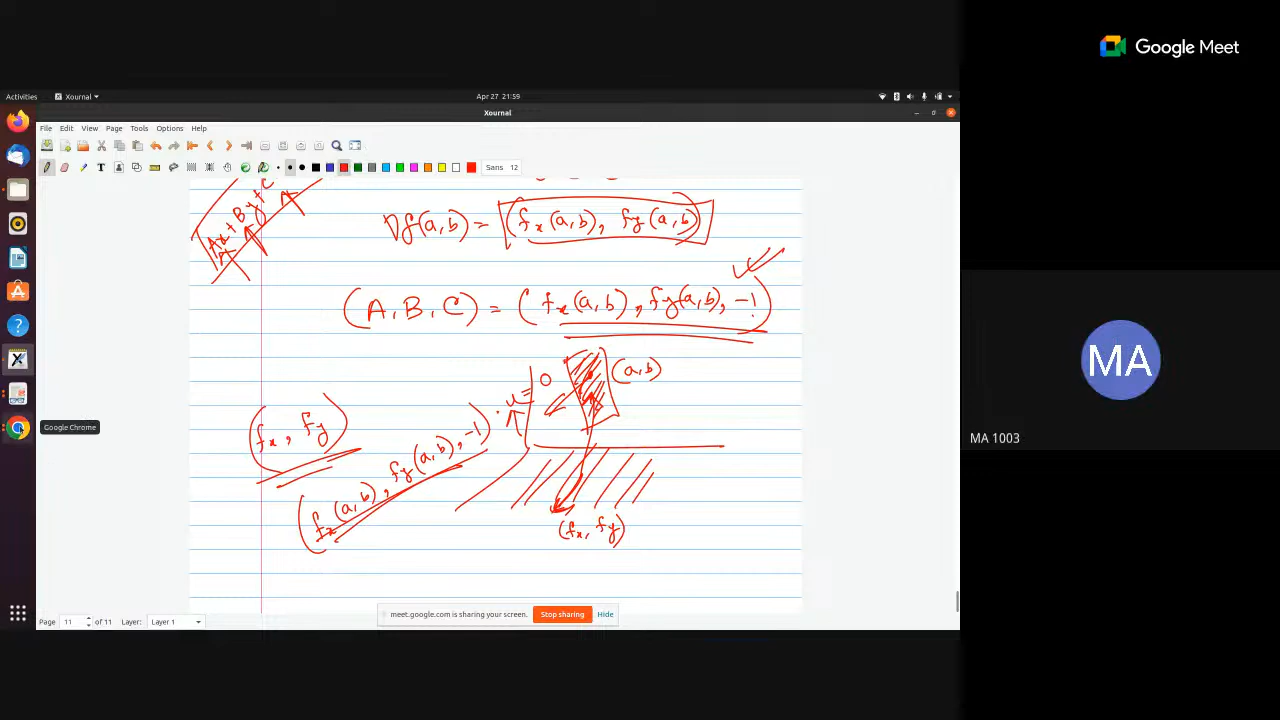 Google Meet
Activities Xournal Apr 27 21:59
Xournal
File Edit View Page Tools Options Help
Sans 12
Ax + By + C
∇f(a,b) = (fx(a,b), fy(a,b))
(A, B, C) = (fx(a,b), fy(a,b), -1)
(a,b)
(fx, fy)
(fx(a,b), fy(a,b), -1) · u = 0
(fx, fy)
Google Chrome
MA
MA 1003
meet.google.com is sharing your screen. Stop sharing Hide
Page 11 of 11 Layer: Layer 1